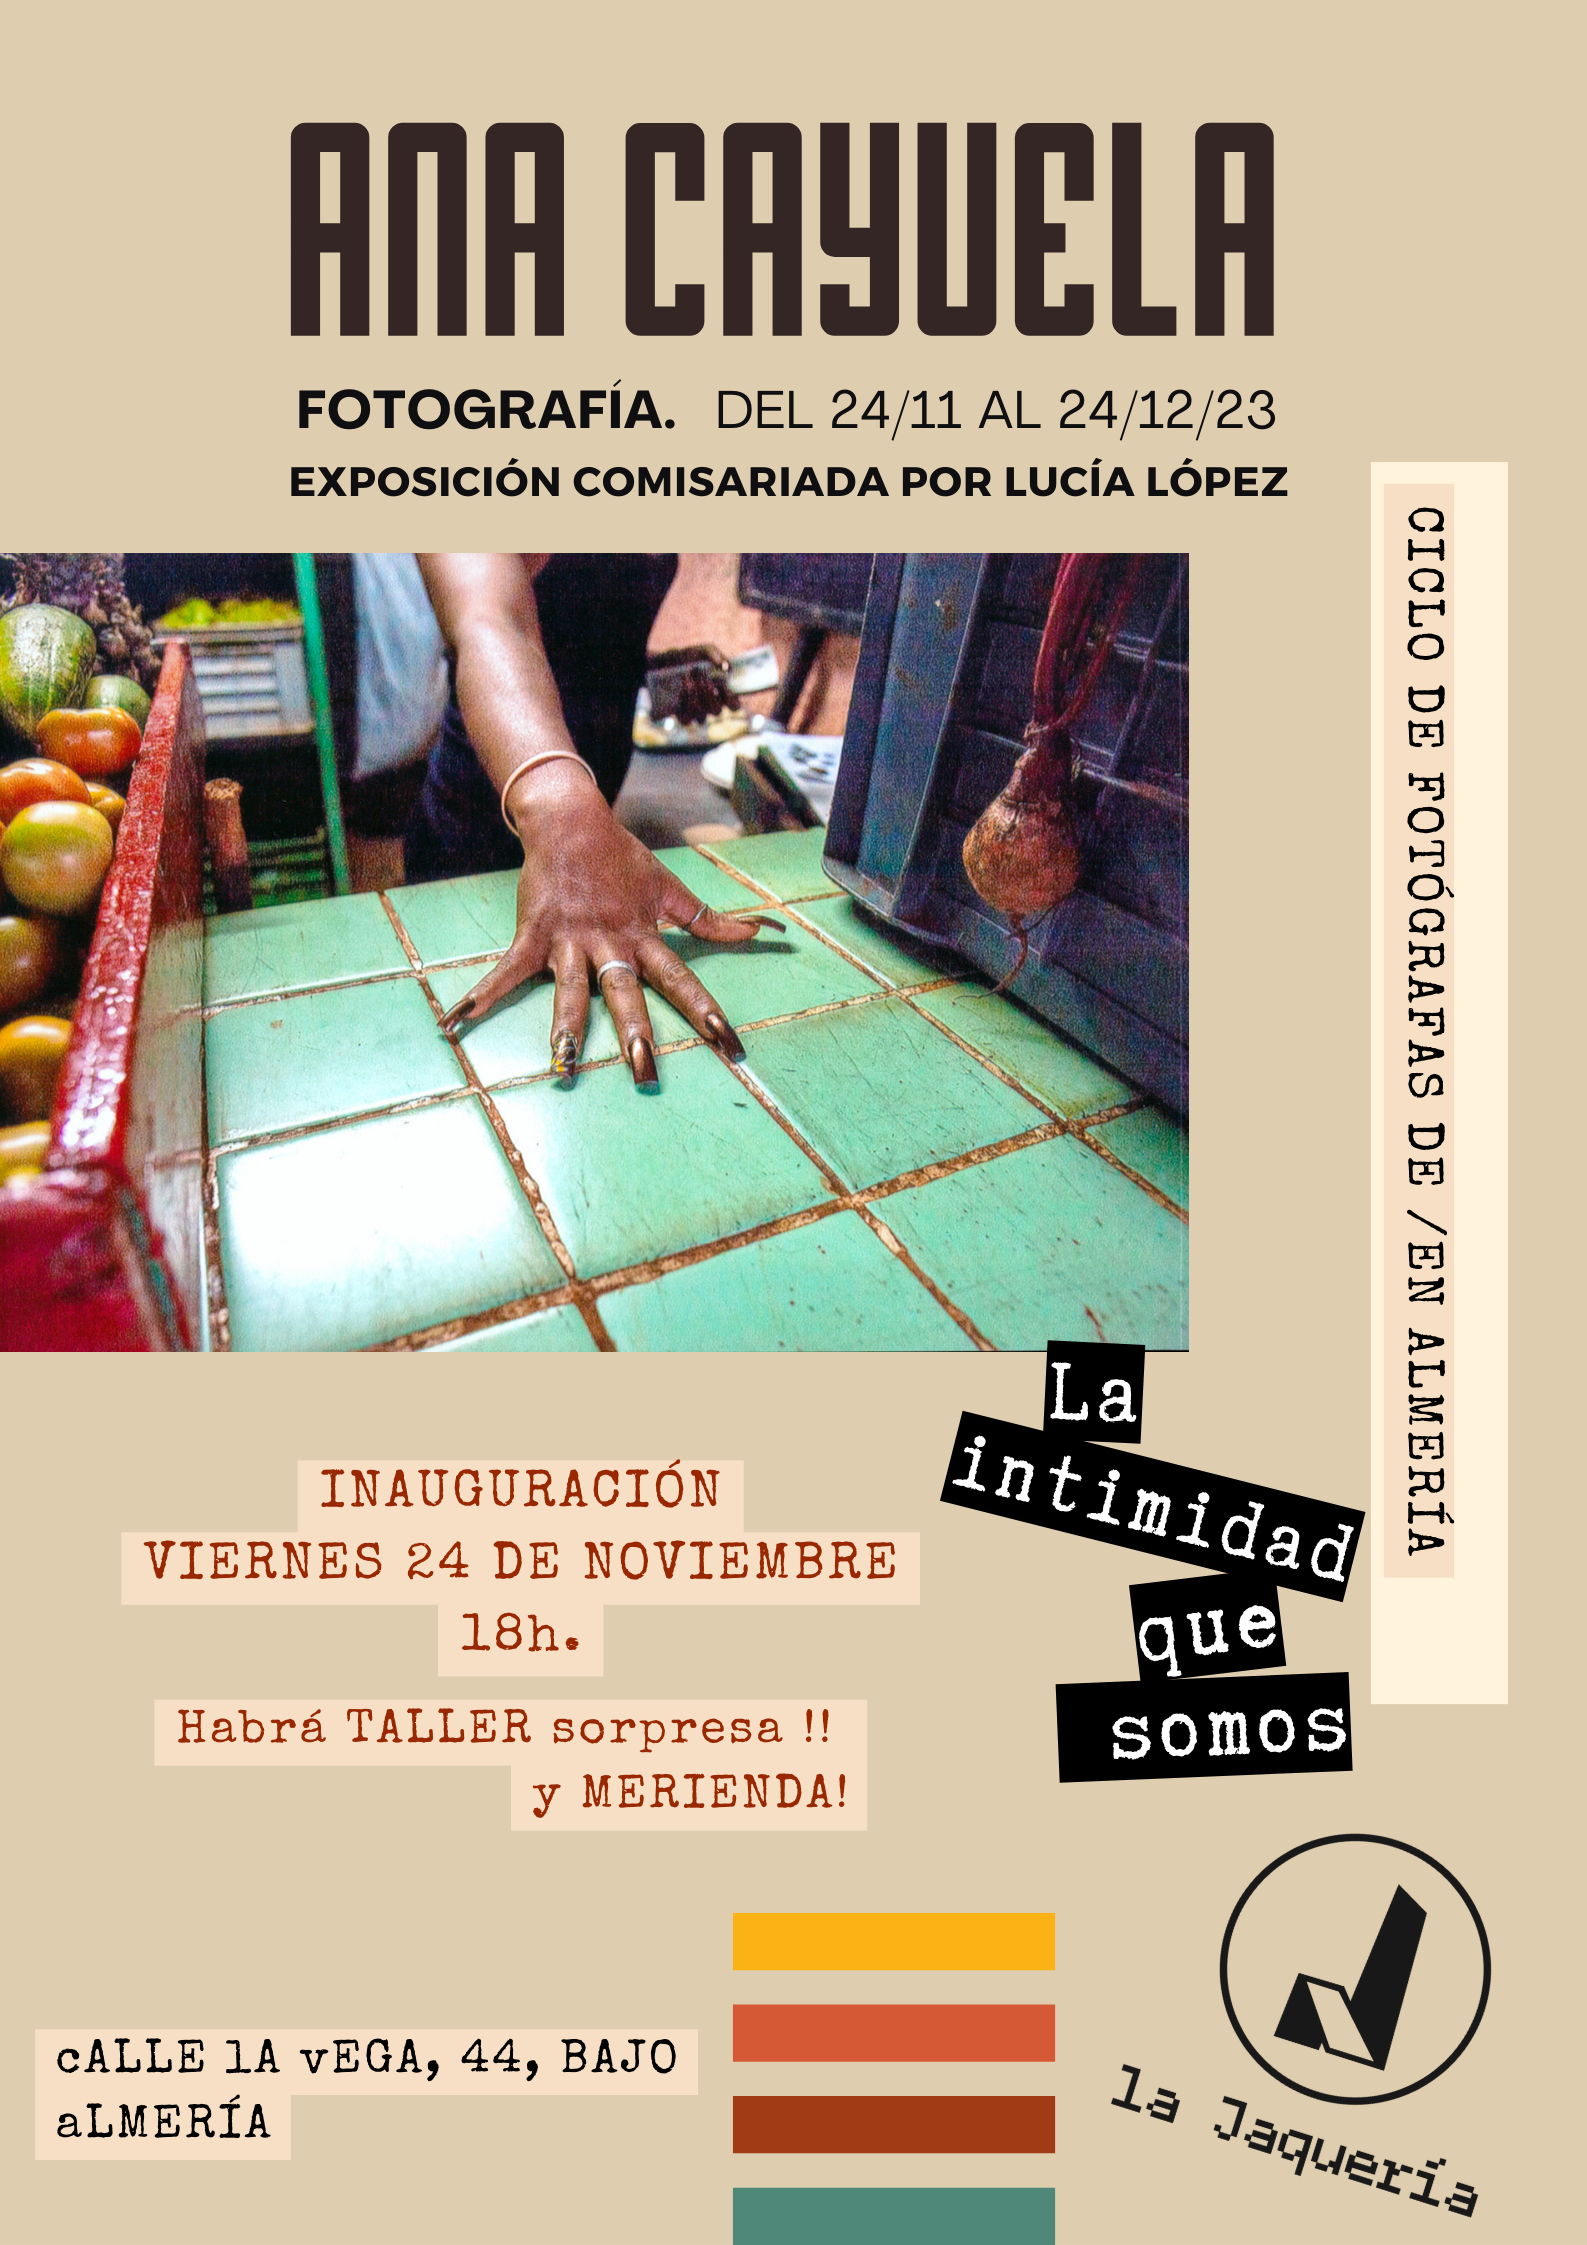 ANA CAYUELA
FOTOGRAFÍA. DEL 24/11 AL 24/12/23
EXPOSICIÓN COMISARIADA POR LUCÍA LÓPEZ
CICLO DE FOTÓGRAFAS DE /EN ALMERÍA
La
intimidad
que
somos
INAUGURACIÓN
VIERNES 24 DE NOVIEMBRE
18h.
Habrá TALLER sorpresa !!
y MERIENDA!
cALLE lA vEGA, 44, BAJO
aLMERÍA
la Jaquería